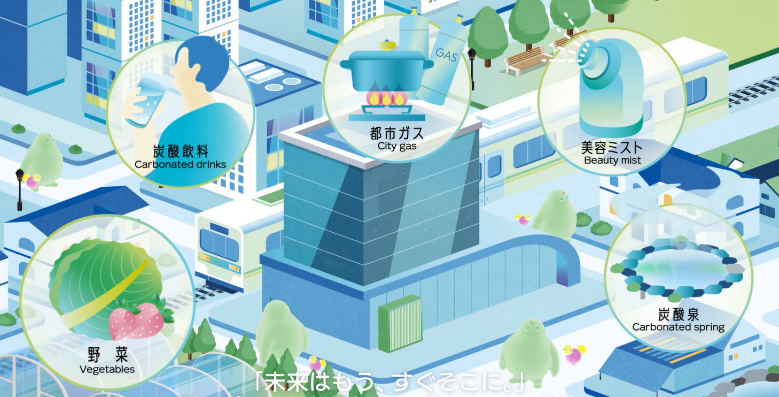 GAS
炭酸飲料
Carbonated drinks
都市ガス
City gas
美容ミスト
Beauty mist
野菜
Vegetables
炭酸泉
Carbonated spring
「未来はもう、すぐそこに。」